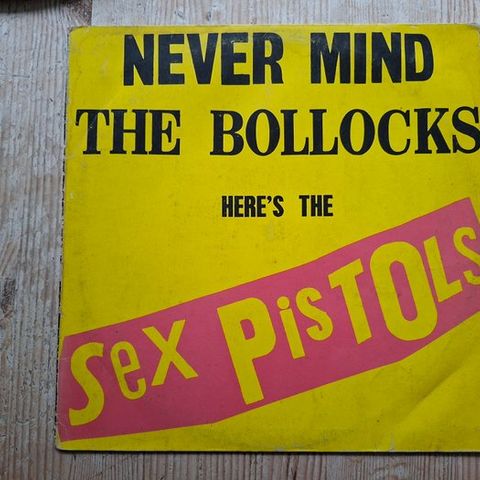 NEVER MIND
THE BOLLOCKS
HERE'S THE
Sex PisTOLs